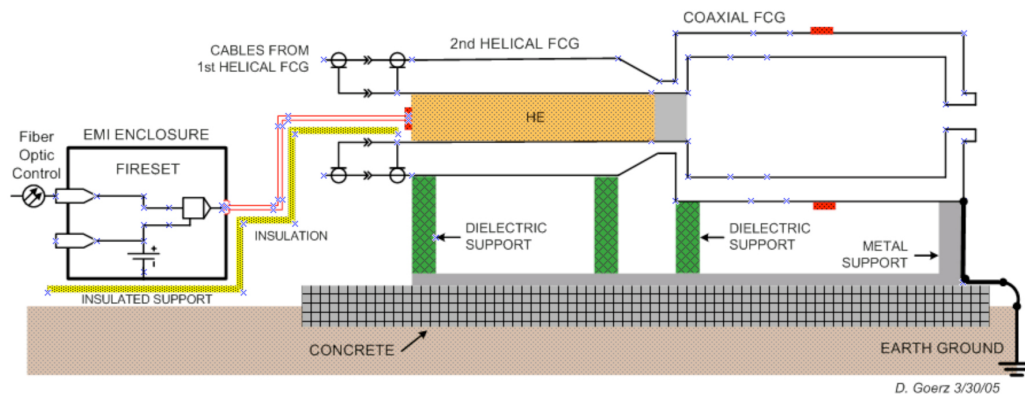 COAXIAL FCG
CABLES FROM
1st HELICAL FCG
2nd HELICAL FCG
HE
EMI ENCLOSURE
Fiber
Optic
Control
FIRESET
+
-
INSULATION
DIELECTRIC
SUPPORT
DIELECTRIC
SUPPORT
METAL
SUPPORT
INSULATED SUPPORT
CONCRETE
EARTH GROUND
D. Goerz 3/30/05